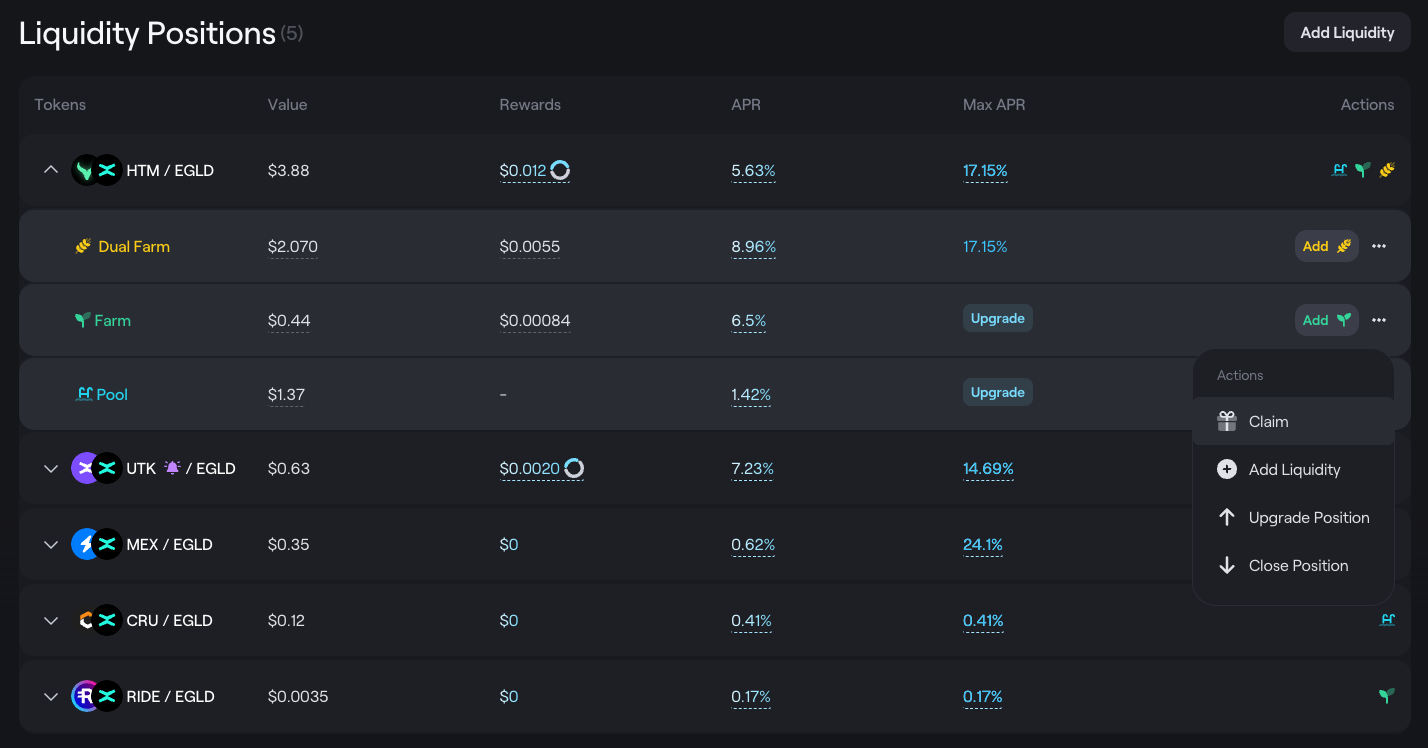 Liquidity Positions (5)
Add Liquidity
Tokens Value Rewards APR Max APR Actions
HTM / EGLD $3.88 $0.012 5.63% 17.15%
Dual Farm $2.070 $0.0055 8.96% 17.15% Add
Farm $0.44 $0.00084 6.5% Upgrade Add
Pool $1.37 - 1.42% Upgrade
Actions
Claim
Add Liquidity
Upgrade Position
Close Position
UTK / EGLD $0.63 $0.0020 7.23% 14.69%
MEX / EGLD $0.35 $0 0.62% 24.1%
CRU / EGLD $0.12 $0 0.41% 0.41%
RIDE / EGLD $0.0035 $0 0.17% 0.17%